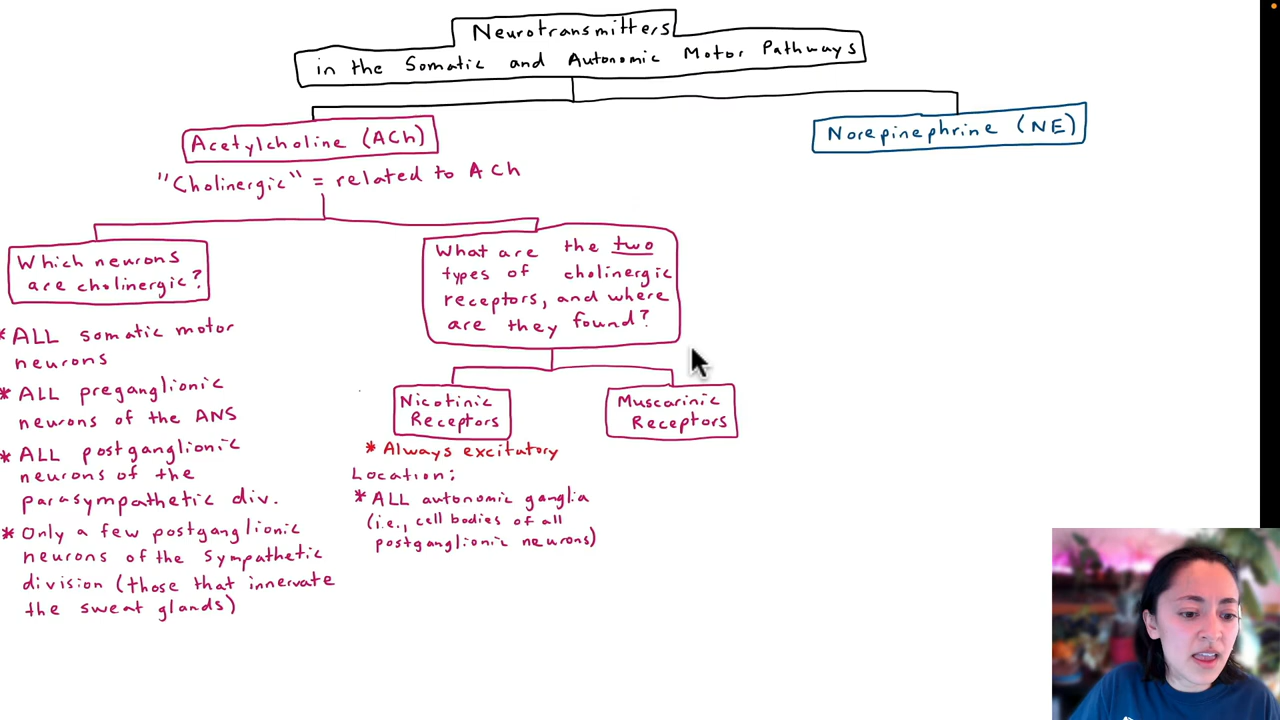 Neurotransmitters
in the Somatic and Autonomic Motor Pathways
Acetylcholine (ACh)
"Cholinergic" = related to ACh
Which neurons
are cholinergic?
*ALL somatic motor
neurons
*ALL preganglionic
neurons of the ANS
*ALL postganglionic
neurons of the
parasympathetic div.
*Only a few postganglionic
neurons of the sympathetic
division (those that innervate
the sweat glands)
What are the two
types of cholinergic
receptors, and where
are they found?
Nicotinic
Receptors
*Always excitatory
Location:
*ALL autonomic ganglia
(i.e., cell bodies of all
postganglionic neurons)
Muscarinic
Receptors
Norepinephrine (NE)